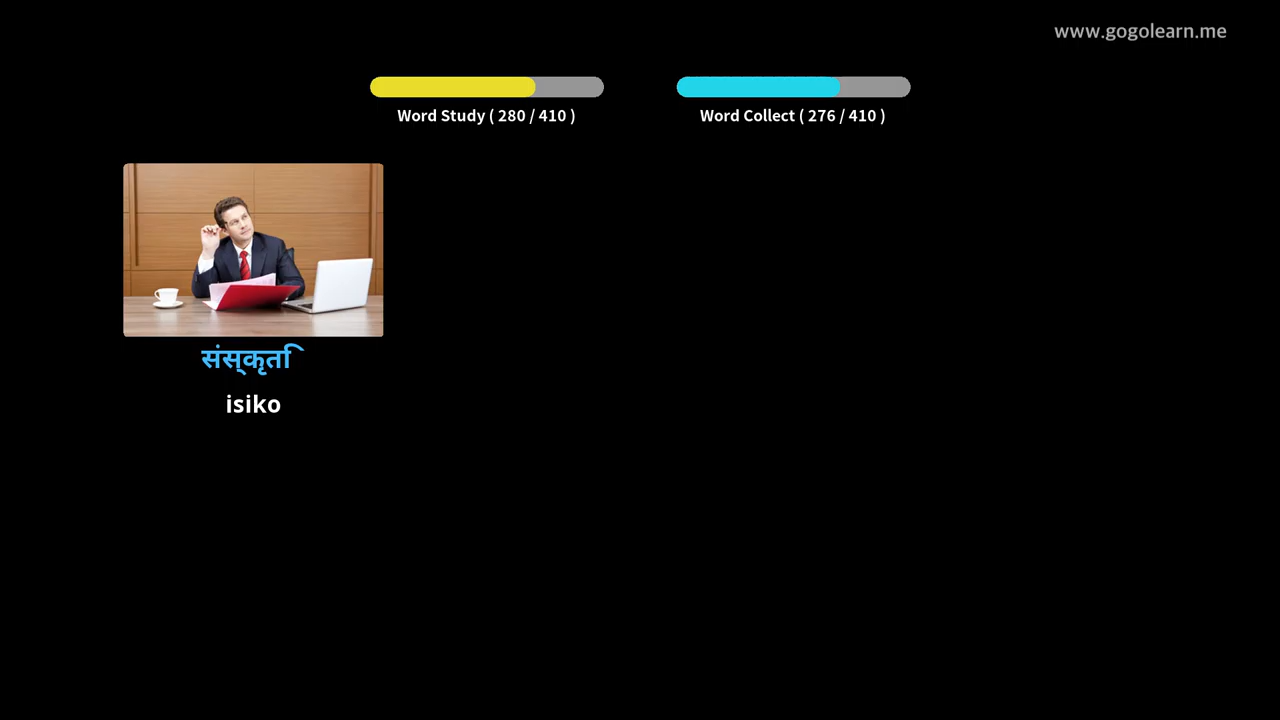 www.gogolearn.me
Word Study ( 280 / 410 )
Word Collect ( 276 / 410 )
संस्कृति
isiko